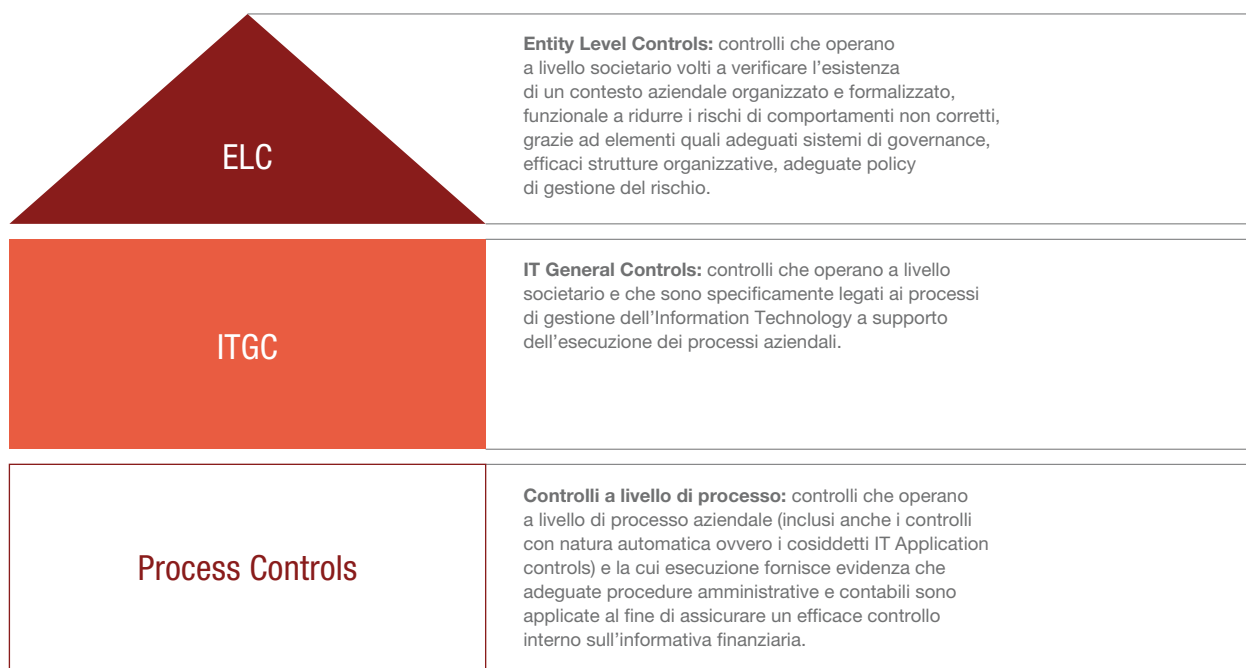 ELC
Entity Level Controls: controlli che operano
a livello societario volti a verificare l’esistenza
di un contesto aziendale organizzato e formalizzato,
funzionale a ridurre i rischi di comportamenti non corretti,
grazie ad elementi quali adeguati sistemi di governance,
efficaci strutture organizzative, adeguate policy
di gestione del rischio.
ITGC
IT General Controls: controlli che operano a livello
societario e che sono specificamente legati ai processi
di gestione dell’Information Technology a supporto
dell’esecuzione dei processi aziendali.
Process Controls
Controlli a livello di processo: controlli che operano
a livello di processo aziendale (inclusi anche i controlli
con natura automatica ovvero i cosiddetti IT Application
controls) e la cui esecuzione fornisce evidenza che
adeguate procedure amministrative e contabili sono
applicate al fine di assicurare un efficace controllo
interno sull’informativa finanziaria.